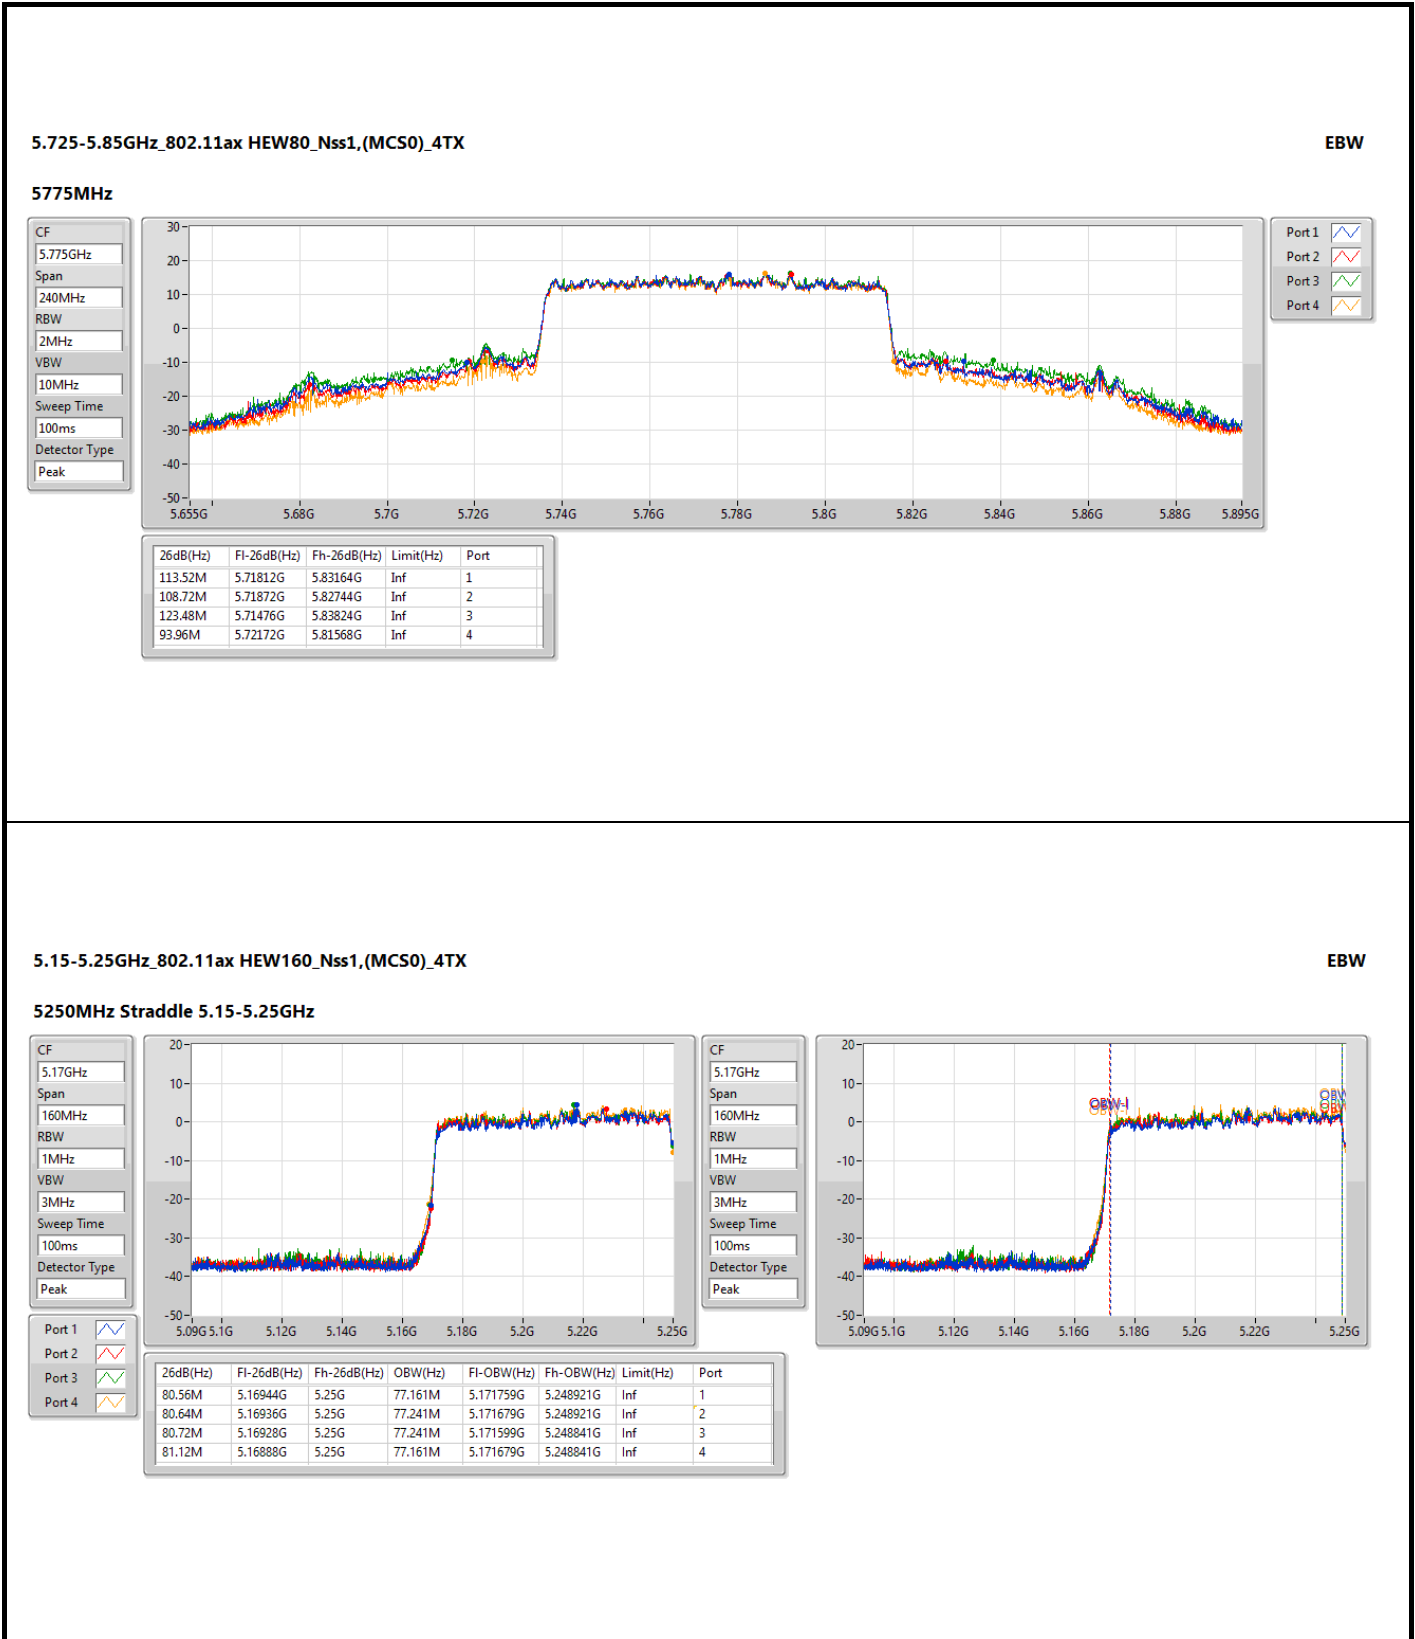 5.725-5.85GHz_802.11ax HEW80_Nss1,(MCS0)_4TX EBW
5775MHz
CF
5.775GHz
Span
240MHz
RBW
2MHz
VBW
10MHz
Sweep Time
100ms
Detector Type
Peak
30
20
10
0
-10
-20
-30
-40
-50
5.655G 5.68G 5.7G 5.72G 5.74G 5.76G 5.78G 5.8G 5.82G 5.84G 5.86G 5.88G 5.895G
Port 1
Port 2
Port 3
Port 4
26dB(Hz) Fl-26dB(Hz) Fh-26dB(Hz) Limit(Hz) Port
113.52M 5.71812G 5.83164G Inf 1
108.72M 5.71872G 5.82744G Inf 2
123.48M 5.71476G 5.83824G Inf 3
93.96M 5.72172G 5.81568G Inf 4
5.15-5.25GHz_802.11ax HEW160_Nss1,(MCS0)_4TX EBW
5250MHz Straddle 5.15-5.25GHz
CF
5.17GHz
Span
160MHz
RBW
1MHz
VBW
3MHz
Sweep Time
100ms
Detector Type
Peak
Port 1
Port 2
Port 3
Port 4
20
10
0
-10
-20
-30
-40
-50
5.09G 5.1G 5.12G 5.14G 5.16G 5.18G 5.2G 5.22G 5.25G
CF
5.17GHz
Span
160MHz
RBW
1MHz
VBW
3MHz
Sweep Time
100ms
Detector Type
Peak
20
10
0
-10
-20
-30
-40
-50
OBW-l
5.09G 5.1G 5.12G 5.14G 5.16G 5.18G 5.2G 5.22G 5.25G
26dB(Hz) Fl-26dB(Hz) Fh-26dB(Hz) OBW(Hz) Fl-OBW(Hz) Fh-OBW(Hz) Limit(Hz) Port
80.56M 5.16944G 5.25G 77.161M 5.171759G 5.248921G Inf 1
80.64M 5.16936G 5.25G 77.241M 5.171679G 5.248921G Inf 2
80.72M 5.16928G 5.25G 77.241M 5.171599G 5.248841G Inf 3
81.12M 5.16888G 5.25G 77.161M 5.171679G 5.248841G Inf 4